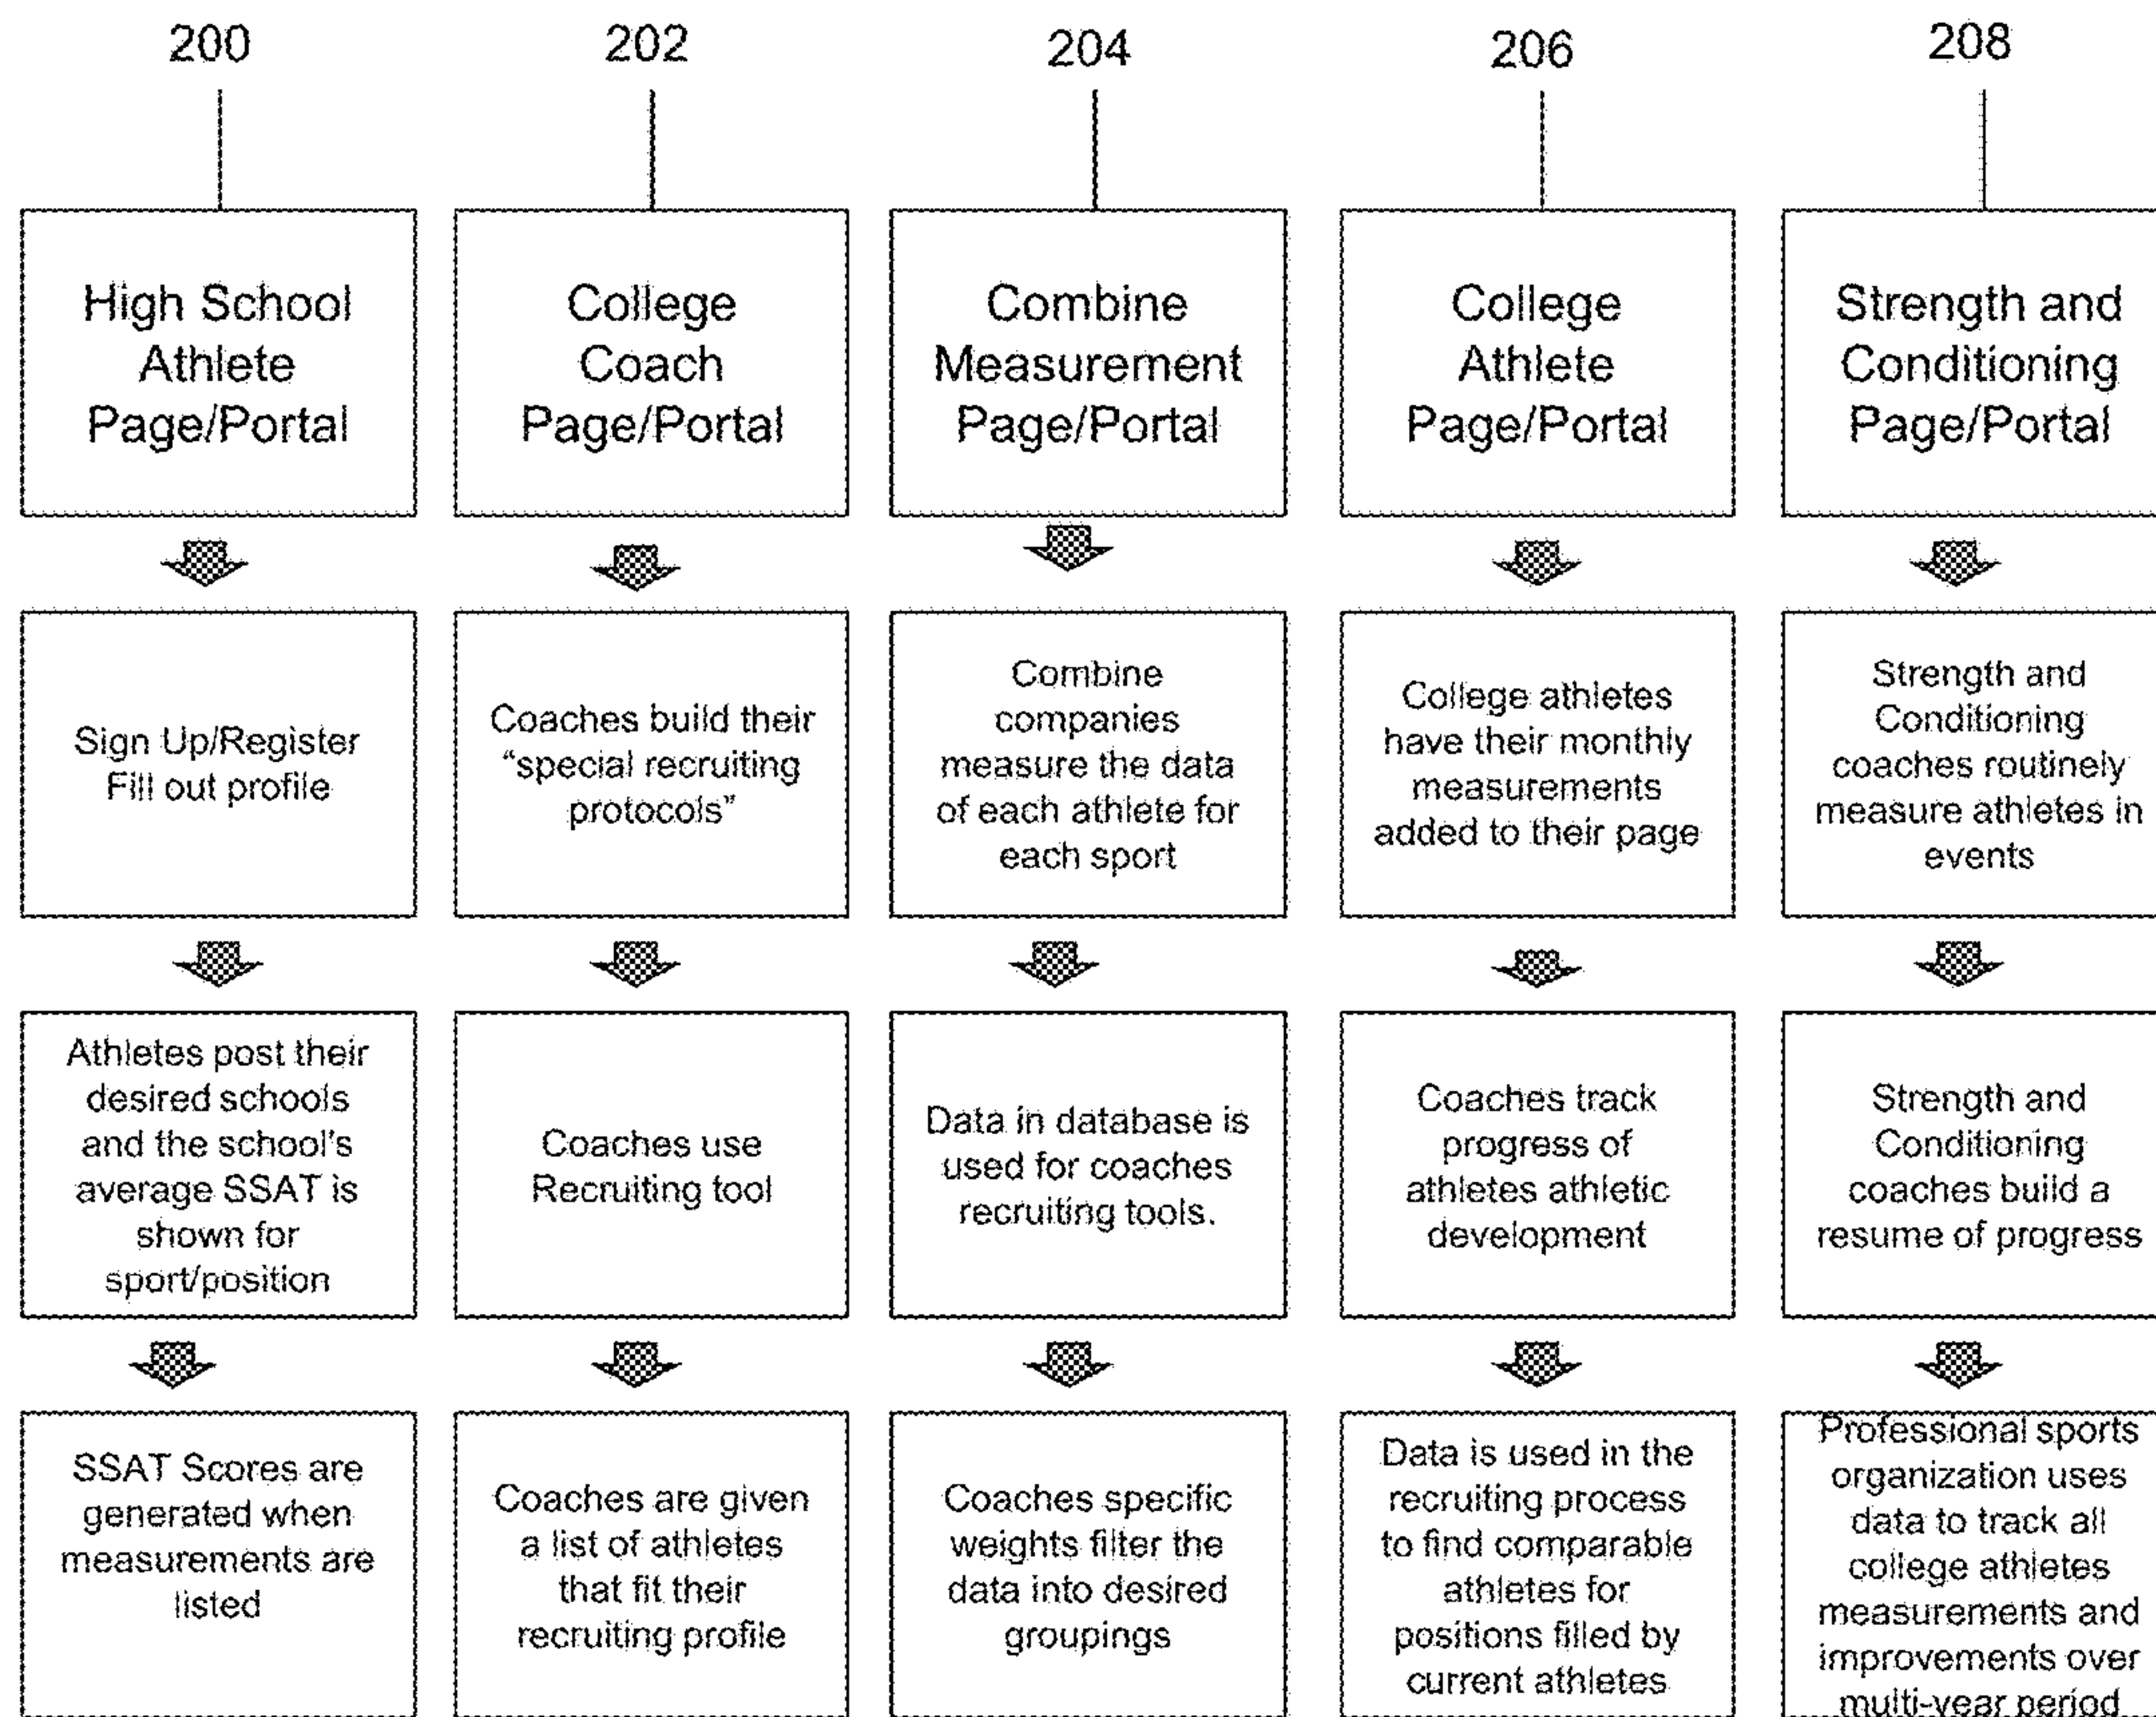 200
202
204
206
208
High School
Athlete
Page/Portal
College
Coach
Page/Portal
Combine
Measurement
Page/Portal
College
Athlete
Page/Portal
Strength and
Conditioning
Page/Portal
Sign Up/Register
Fill out profile
Coaches build their
“special recruiting
protocols”
Combine
companies
measure the data
of each athlete for
each sport
College athletes
have their monthly
measurements
added to their page
Strength and
Conditioning
coaches routinely
measure athletes in
events
Athletes post their
desired schools
and the school's
average SSAT is
shown for
sport/position
Coaches use
Recruiting tool
Data in database is
used for coaches
recruiting tools.
Coaches track
progress of
athletes athletic
development
Strength and
Conditioning
coaches build a
resume of progress
SSAT Scores are
generated when
measurements are
listed
Coaches are given
a list of athletes
that fit their
recruiting profile
Coaches specific
weights filter the
data into desired
groupings
Data is used in the
recruiting process
to find comparable
athletes for
positions filled by
current athletes
Professional sports
organization uses
data to track all
college athletes
measurements and
improvements over
multi-year period